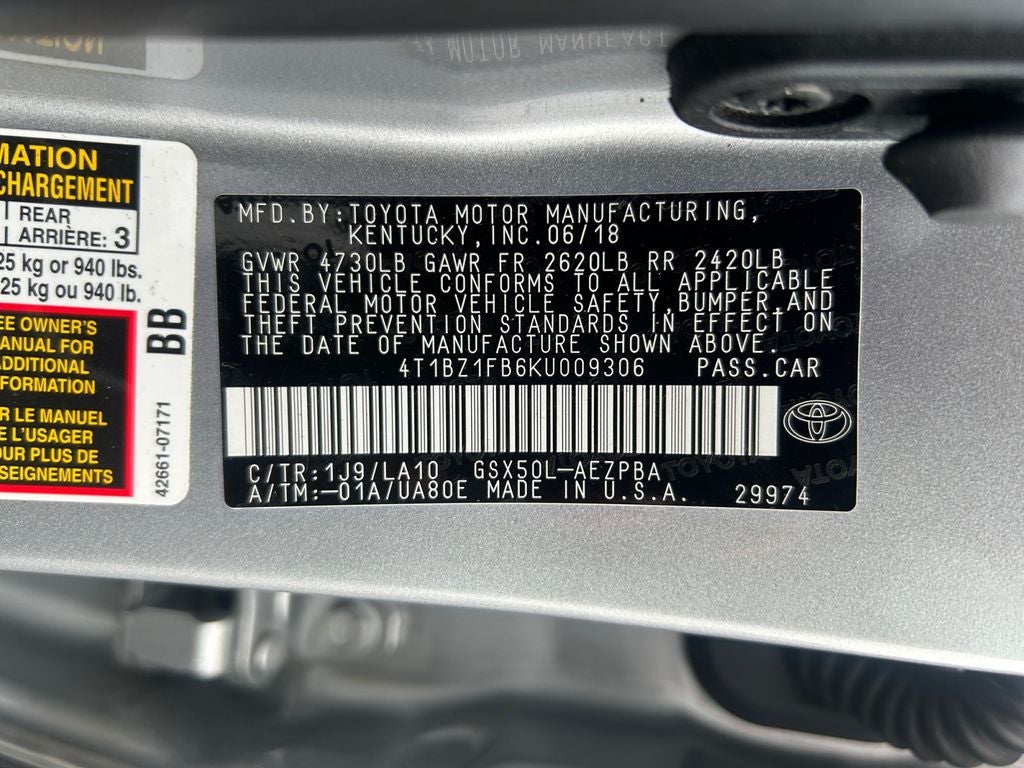 MATION
CHARGEMENT
REAR
ARRIÈRE: 3
25 kg or 940 lbs.
25 kg ou 940 lb.
EE OWNER'S
MANUAL FOR
ADDITIONAL
NFORMATION
R LE MANUEL
E L'USAGER
OUR PLUS DE
SEIGNEMENTS
BB
42661-07171
MFD.BY:TOYOTA MOTOR MANUFACTURING,
KENTUCKY,INC.06/18
GVWR 4730LB GAWR FR 2620LB RR 2420LB
THIS VEHICLE CONFORMS TO ALL APPLICABLE
FEDERAL MOTOR VEHICLE SAFETY,BUMPER,AND
THEFT PREVENTION STANDARDS IN EFFECT ON
THE DATE OF MANUFACTURE SHOWN ABOVE.
4T1BZ1FB6KU009306 PASS.CAR
C/TR:1J9/LA10 GSX50L-AEZPBA
A/TM:-01A/UA80E MADE IN U.S.A. 29974